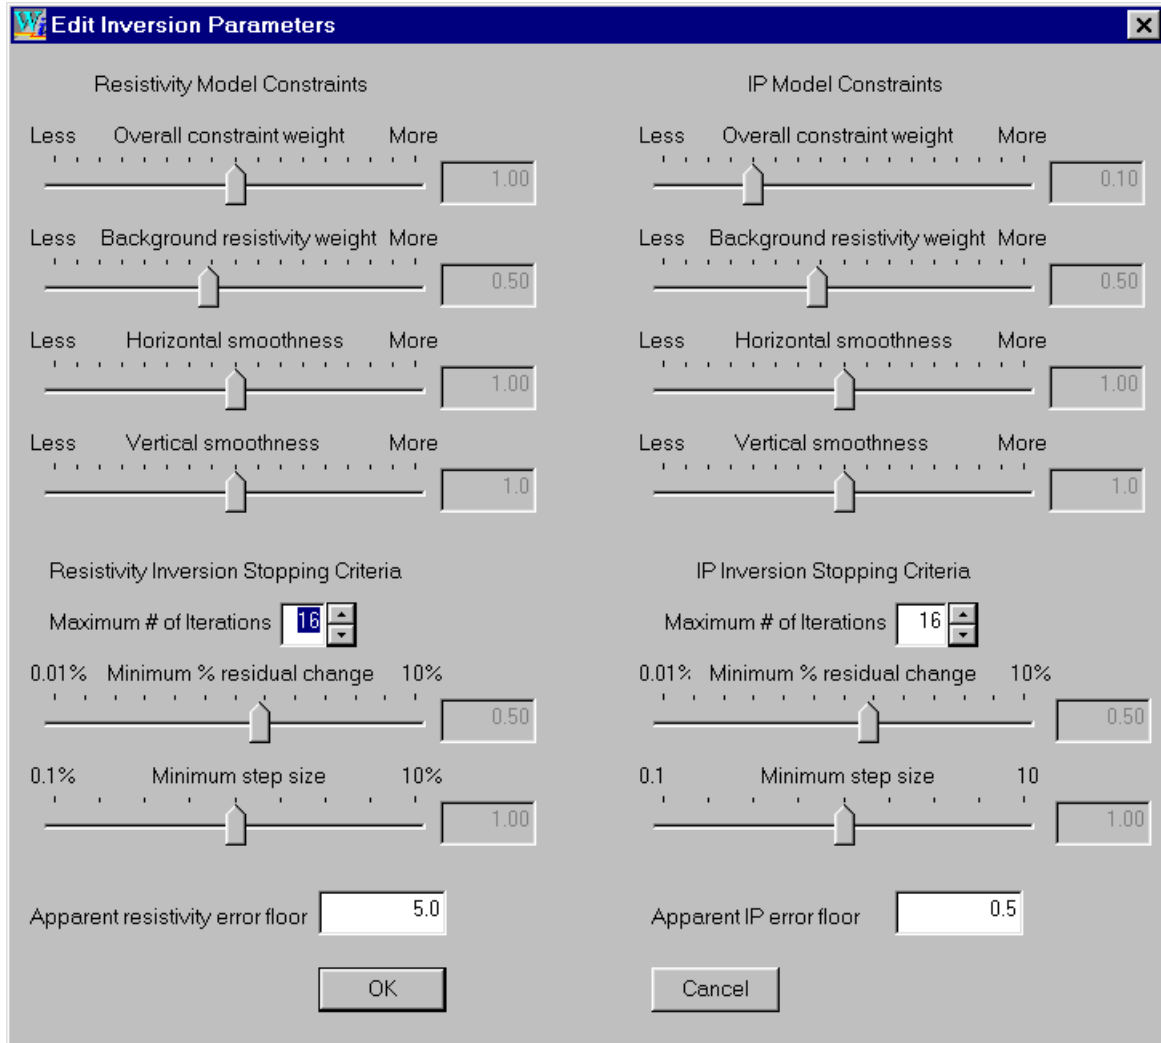 Edit Inversion Parameters
Resistivity Model Constraints
Less Overall constraint weight More
1.00
Less Background resistivity weight More
0.50
Less Horizontal smoothness More
1.00
Less Vertical smoothness More
1.0
Resistivity Inversion Stopping Criteria
Maximum # of Iterations 16
0.01% Minimum % residual change 10%
0.50
0.1% Minimum step size 10%
1.00
Apparent resistivity error floor 5.0
IP Model Constraints
Less Overall constraint weight More
0.10
Less Background resistivity weight More
0.50
Less Horizontal smoothness More
1.00
Less Vertical smoothness More
1.0
IP Inversion Stopping Criteria
Maximum # of Iterations 16
0.01% Minimum % residual change 10%
0.50
0.1 Minimum step size 10
1.00
Apparent IP error floor 0.5
OK
Cancel